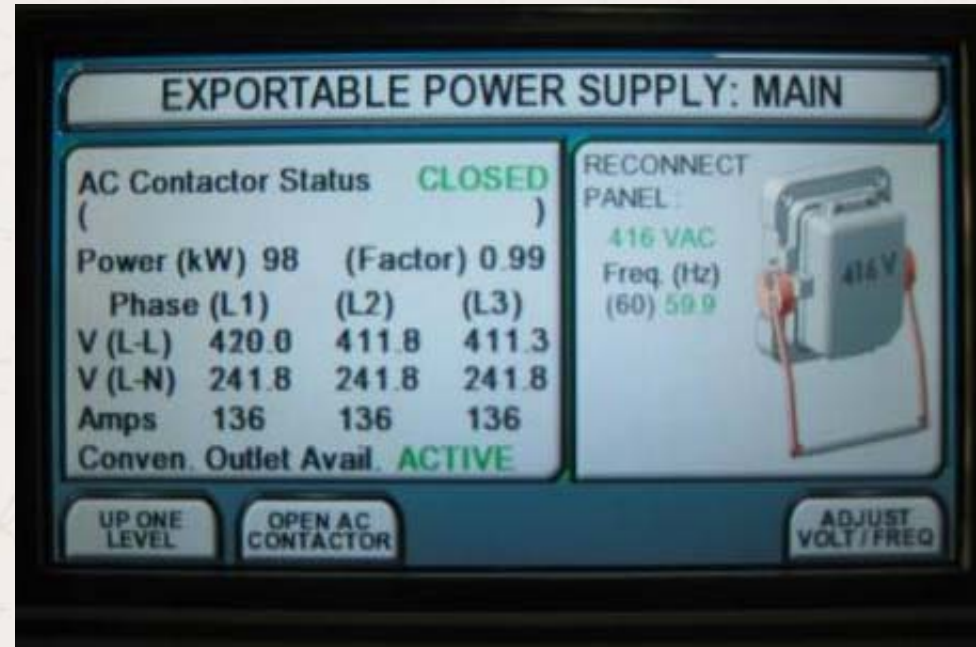 EXPORTABLE POWER SUPPLY: MAIN
AC Contactor Status CLOSED
( )
Power (kW) 98 (Factor) 0.99
Phase (L1) (L2) (L3)
V (L-L) 420.0 411.8 411.3
V (L-N) 241.8 241.8 241.8
Amps 136 136 136
Conven. Outlet Avail. ACTIVE
RECONNECT
PANEL:
416 VAC
Freq. (Hz)
(60) 59.9
416 V
UP ONE
LEVEL
OPEN AC
CONTACTOR
ADJUST
VOLT / FREQ